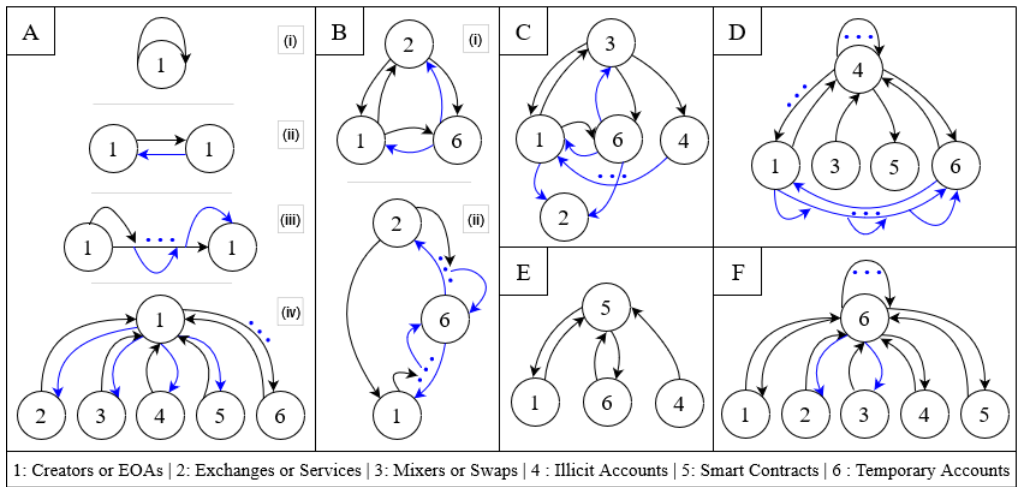 A
(i)
1
(ii)
1 1
(iii)
1 1
(iv)
1
2 3 4 5 6
B
(i)
2
1 6
(ii)
2
6
1
C
3
1 6 4
2
D
4
1 3 5 6
E
5
1 6 4
F
6
1 2 3 4 5
1: Creators or EOAs | 2: Exchanges or Services | 3: Mixers or Swaps | 4 : Illicit Accounts | 5: Smart Contracts | 6 : Temporary Accounts